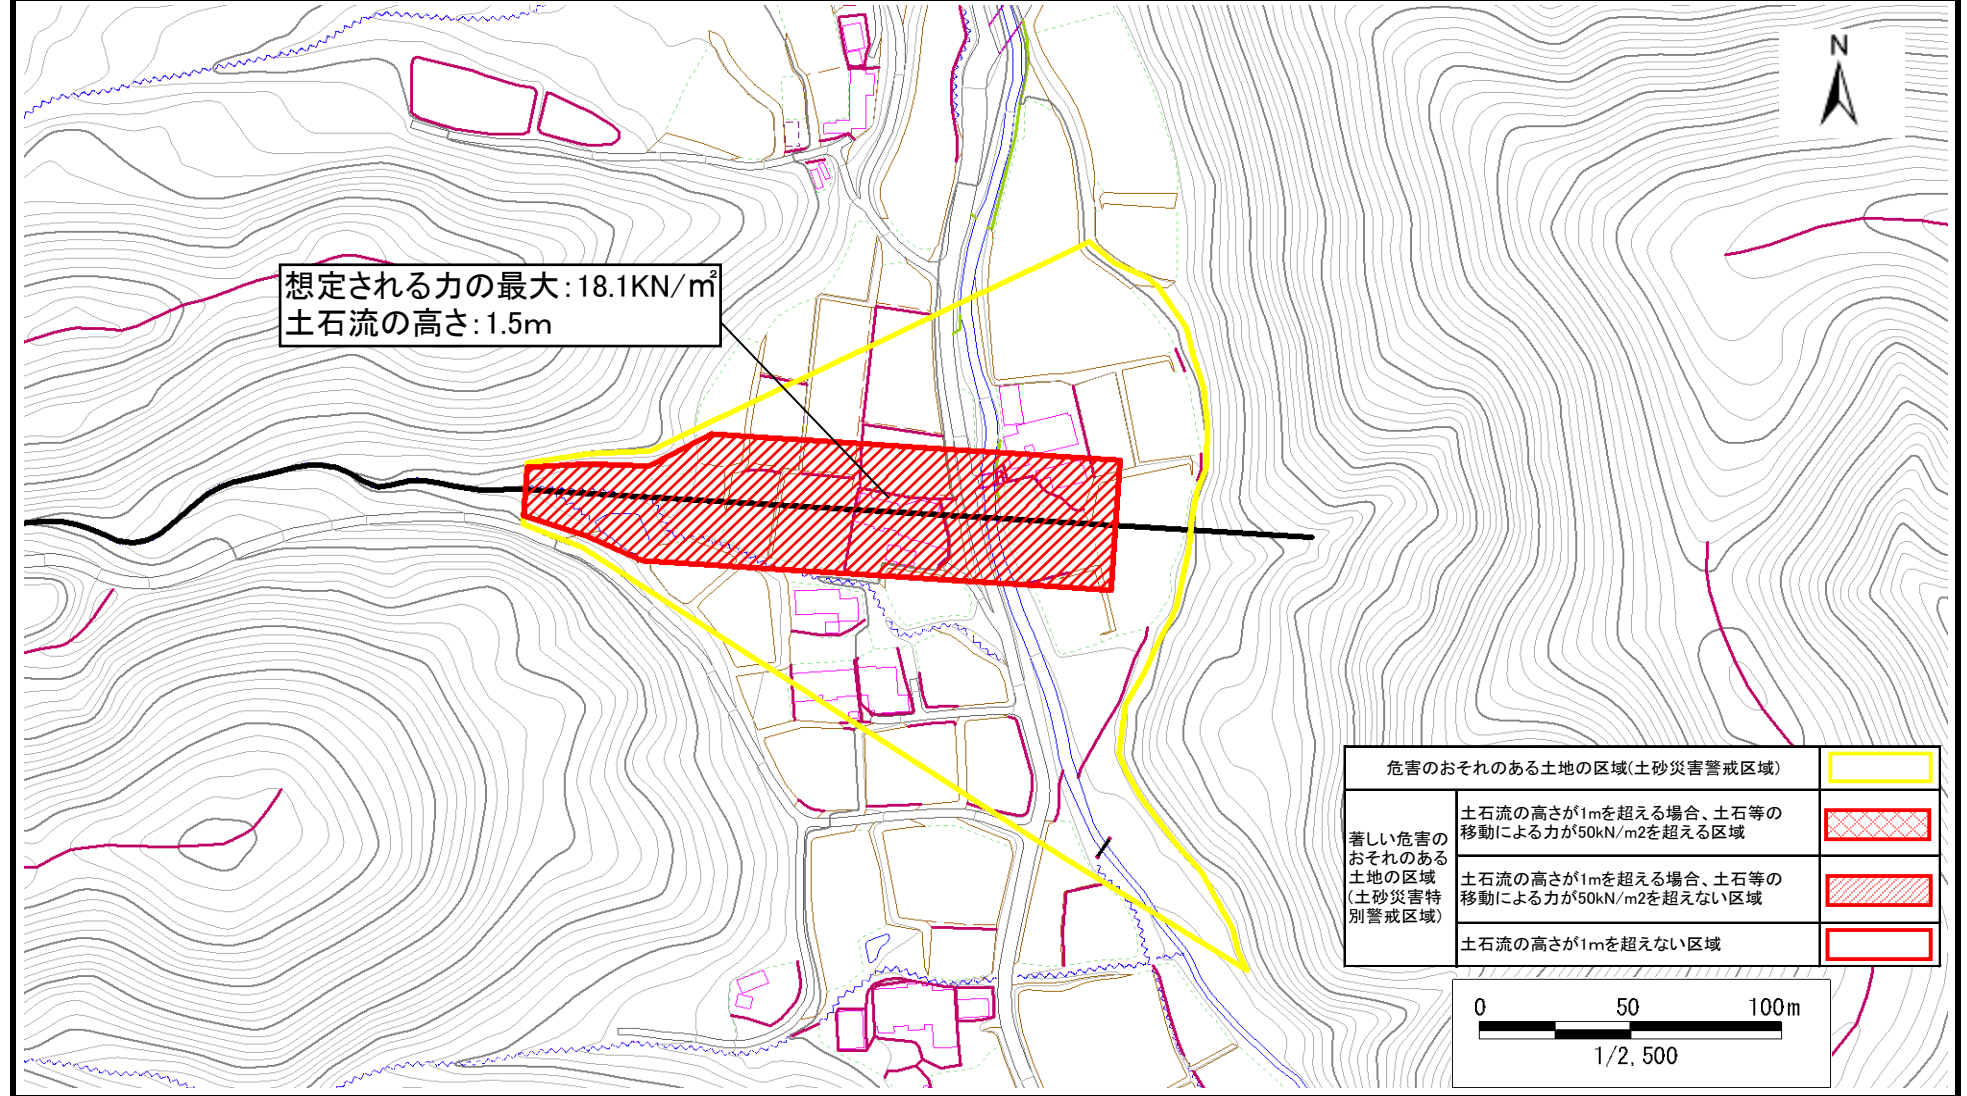 N
想定される力の最大:18.1KN/㎡
土石流の高さ:1.5m
危害のおそれのある土地の区域(土砂災害警戒区域)
著しい危害の
おそれのある
土地の区域
(土砂災害特
別警戒区域)
土石流の高さが1mを超える場合、土石等の
移動による力が50kN/m2を超える区域
土石流の高さが1mを超える場合、土石等の
移動による力が50kN/m2を超えない区域
土石流の高さが1mを超えない区域
0 50 100m
1/2,500